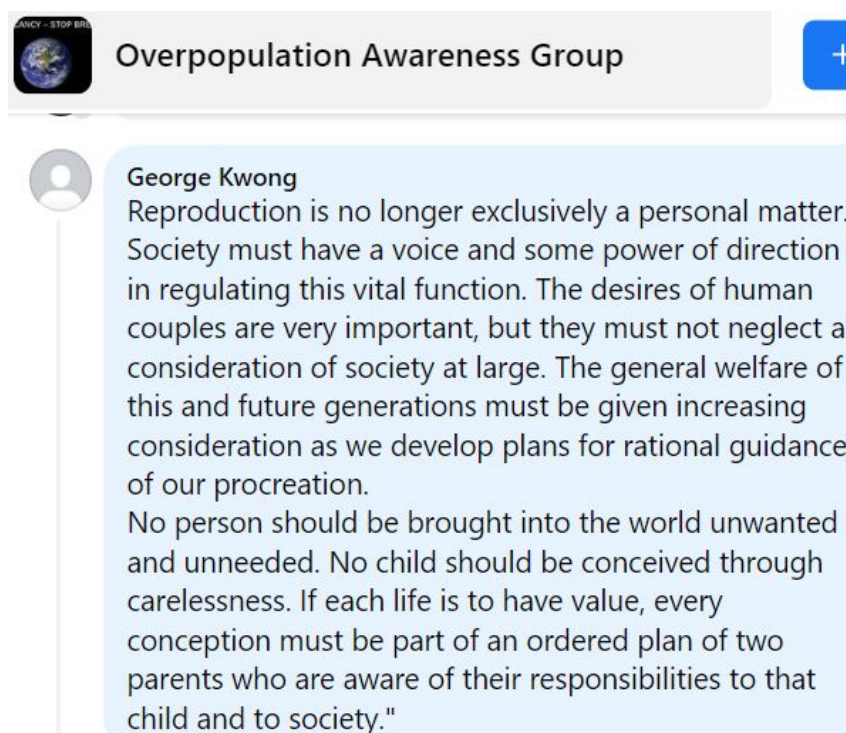 ANCY – STOP BRE
Overpopulation Awareness Group
+
George Kwong
Reproduction is no longer exclusively a personal matter.
Society must have a voice and some power of direction
in regulating this vital function. The desires of human
couples are very important, but they must not neglect a
consideration of society at large. The general welfare of
this and future generations must be given increasing
consideration as we develop plans for rational guidance
of our procreation.
No person should be brought into the world unwanted
and unneeded. No child should be conceived through
carelessness. If each life is to have value, every
conception must be part of an ordered plan of two
parents who are aware of their responsibilities to that
child and to society."